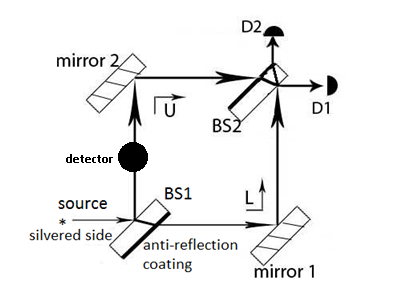 D2
mirror 2
D1
U
BS2
detector
source
BS1
*
L
silvered side
anti-reflection
coating
mirror 1